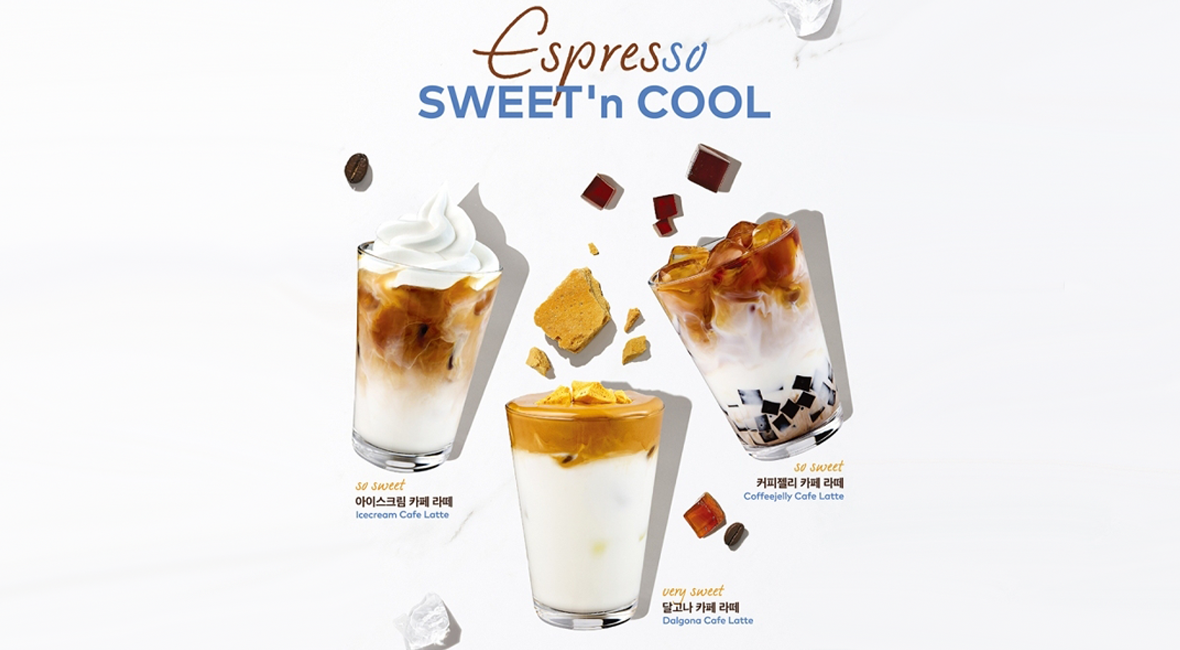 Espresso
SWEET'n COOL
so sweet
아이스크림 카페 라떼
Icecream Cafe Latte
so sweet
커피젤리 카페 라떼
Coffeejelly Cafe Latte
very sweet
달고나 카페 라떼
Dalgona Cafe Latte